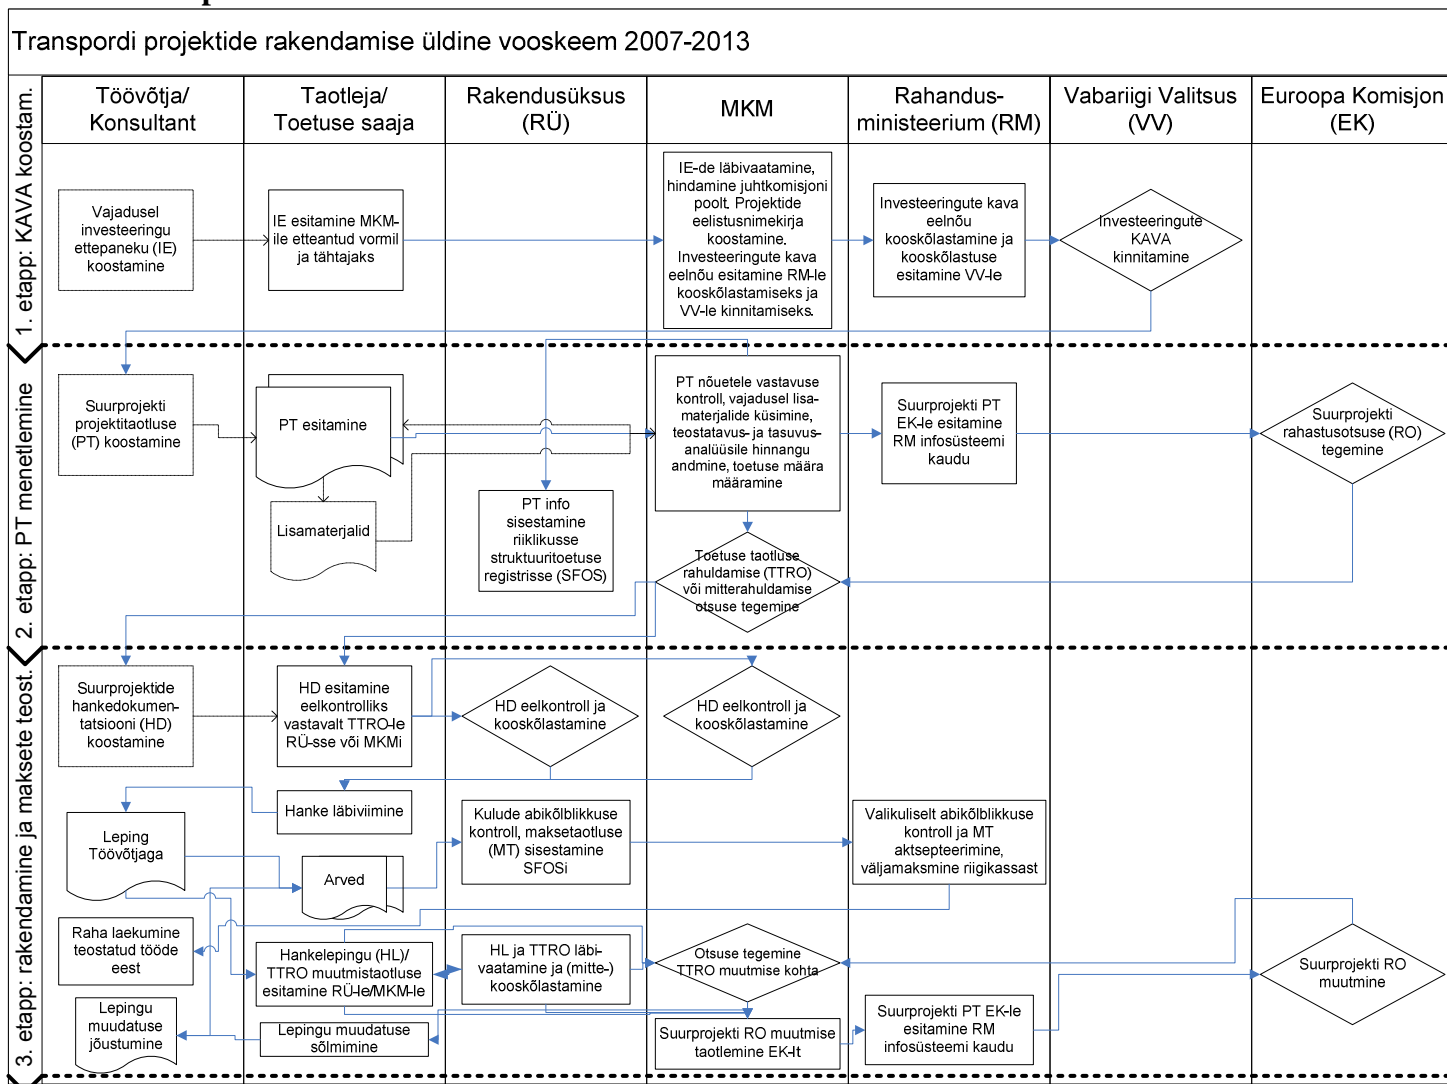 Transpordi projektide rakendamise üldine vooskeem 2007-2013
Töövõtja/
Konsultant
Taotleja/
Toetuse saaja
Rakendusüksus
(RÜ)
MKM
Rahandus-
ministeerium (RM)
Vabariigi Valitsus
(VV)
Euroopa Komisjon
(EK)
1. etapp: KAVA koostam.
Vajadusel
investeeringu
ettepaneku (IE)
koostamine
IE esitamine MKM-
ile etteantud vormil
ja tähtajaks
IE-de läbivaatamine,
hindamine juhtkomisjoni
poolt. Projektide
eelistusnimekirja
koostamine.
Investeeringute kava
eelnõu esitamine RM-le
kooskõlastamiseks ja
VV-le kinnitamiseks.
Investeeringute kava
eelnõu
kooskõlastamine ja
kooskõlastuse
esitamine VV-le
Investeeringute
KAVA
kinnitamine
2. etapp: PT menetlemine
Suurprojekti
projektitaotluse
(PT) koostamine
PT esitamine
Lisamaterjalid
PT info
sisestamine
riiklikusse
struktuuritoetuse
registrisse (SFOS)
PT nõuetele vastavuse
kontroll, vajadusel lisa-
materjalide küsimine,
teostatavus- ja tasuvus-
analüüsile hinnangu
andmine, toetuse määra
määramine
Toetuse taotluse
rahuldamise (TTRO)
või mitterahuldamise
otsuse tegemine
Suurprojekti PT
EK-le esitamine
RM infosüsteemi
kaudu
Suurprojekti
rahastusotsuse (RO)
tegemine
3. etapp: rakendamine ja maksete teost.
Suurprojektide
hankedokumen-
tatsiooni (HD)
koostamine
HD esitamine
eelkontrolliks
vastavalt TTRO-le
RÜ-sse või MKMi
HD eelkontroll ja
kooskõlastamine
HD eelkontroll ja
kooskõlastamine
Hanke läbiviimine
Leping
Töövõtjaga
Arved
Kulude abikõlblikkuse
kontroll, maksetaotluse
(MT) sisestamine
SFOSi
Valikuliselt abikõlblikkuse
kontroll ja MT
aktsepteerimine,
väljamaksmine riigikassast
Raha laekumine
teostatud tööde
eest
Hankelepingu (HL)/
TTRO muutmistaotluse
esitamine RÜ-le/MKM-le
HL ja TTRO läbi-
vaatamine ja (mitte-)
kooskõlastamine
Otsuse tegemine
TTRO muutmise kohta
Suurprojekti RO
muutmine
Lepingu
muudatuse
jõustumine
Lepingu muudatuse
sõlmimine
Suurprojekti RO muutmise
taotlemine EK-lt
Suurprojekti PT EK-le
esitamine RM
infosüsteemi kaudu